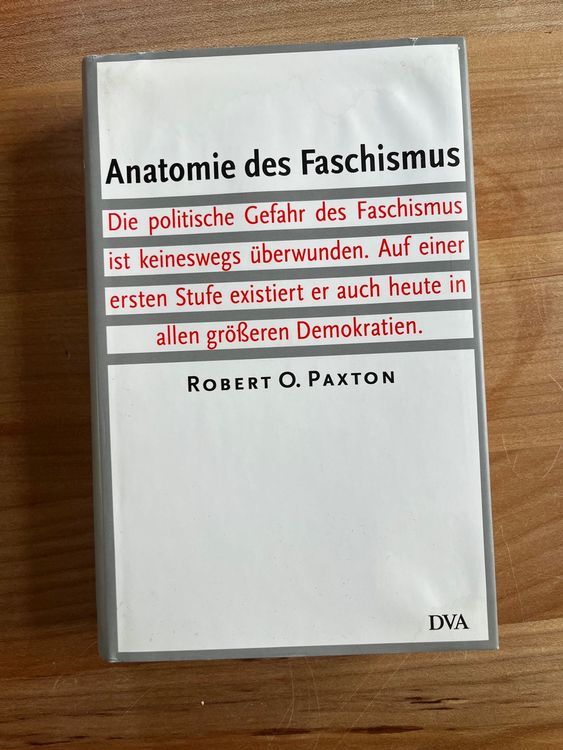 Anatomie des Faschismus
Die politische Gefahr des Faschismus
ist keineswegs überwunden. Auf einer
ersten Stufe existiert er auch heute in
allen größeren Demokratien.
ROBERT O. PAXTON
DVA